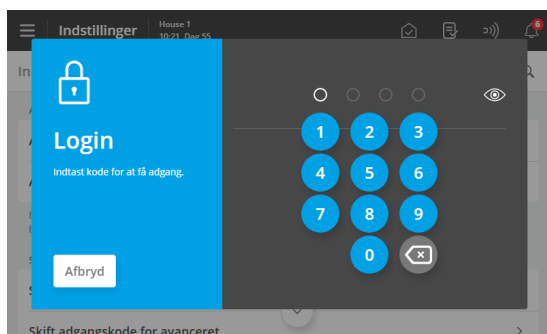 Indstillinger
House 1
10:21 Dag 55
6
In
Login
Indtast kode for at få adgang.
Afbryd
1 2 3
4 5 6
7 8 9
0
Skift adgangskode for avanceret